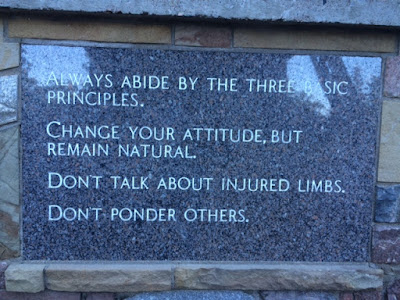 ALWAYS ABIDE BY THE THREE BASIC
PRINCIPLES.
CHANGE YOUR ATTITUDE, BUT
REMAIN NATURAL.
DON'T TALK ABOUT INJURED LIMBS.
DON'T PONDER OTHERS.